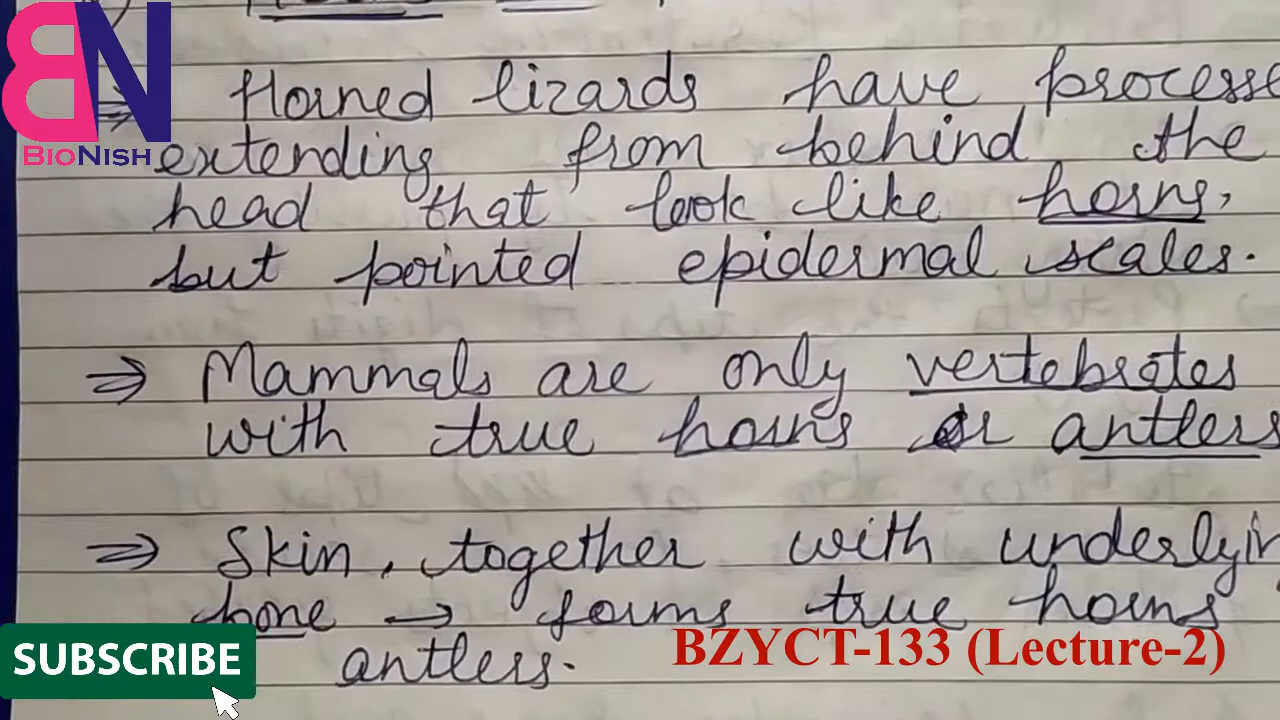 BN
BIONISH
⇒ Horned lizards have processe
extending from behind the
head that look like horns,
but pointed epidermal scales.
⇒ Mammals are only vertebrates
with true horns or antlers
⇒ Skin, together with underlyin
bone → forms true horns
antlers.
SUBSCRIBE
BZYCT-133 (Lecture-2)